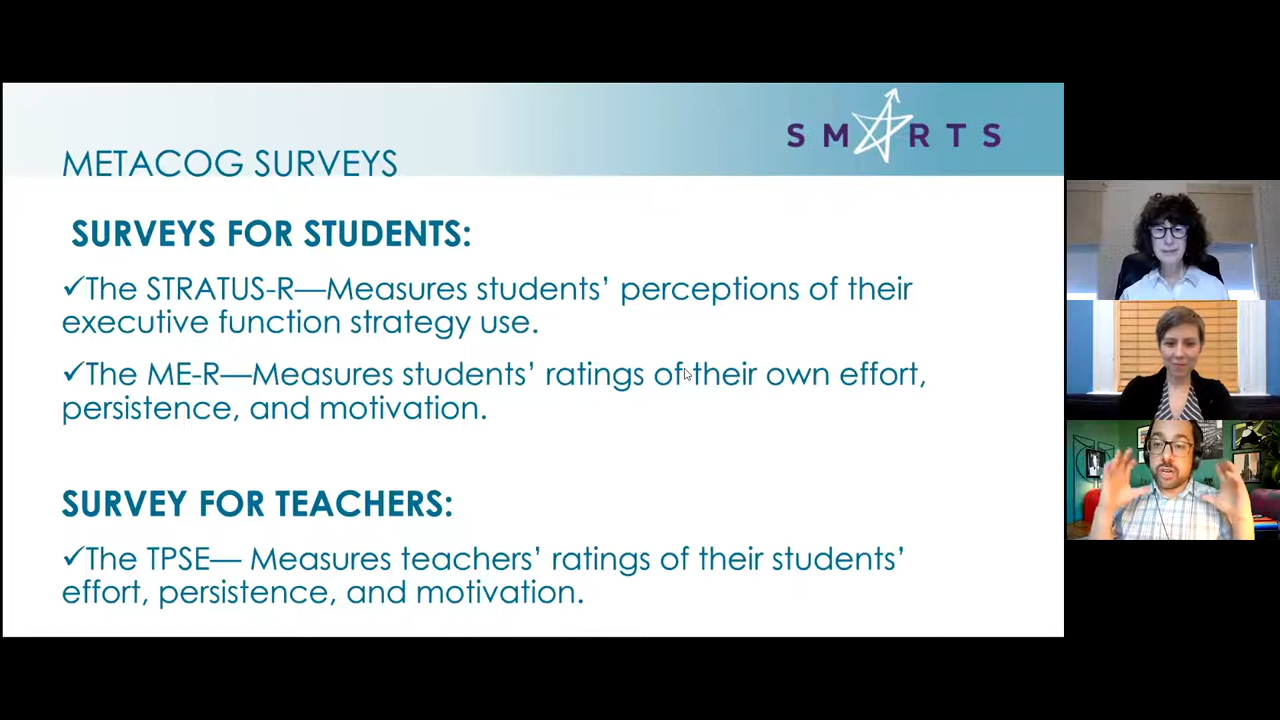 SMARTS
METACOG SURVEYS
SURVEYS FOR STUDENTS:
✓The STRATUS-R—Measures students’ perceptions of their
executive function strategy use.
✓The ME-R—Measures students’ ratings of their own effort,
persistence, and motivation.
SURVEY FOR TEACHERS:
✓The TPSE— Measures teachers’ ratings of their students’
effort, persistence, and motivation.